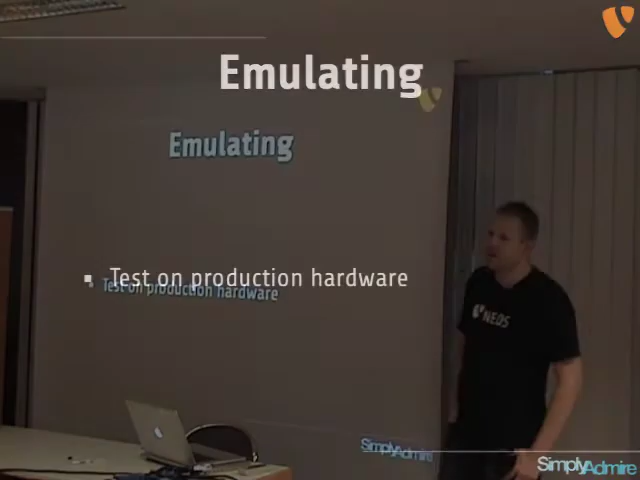 Emulating
Emulating
Test on production hardware
Test on production hardware
NEOS
SimplyAdmire
SimplyAdmire